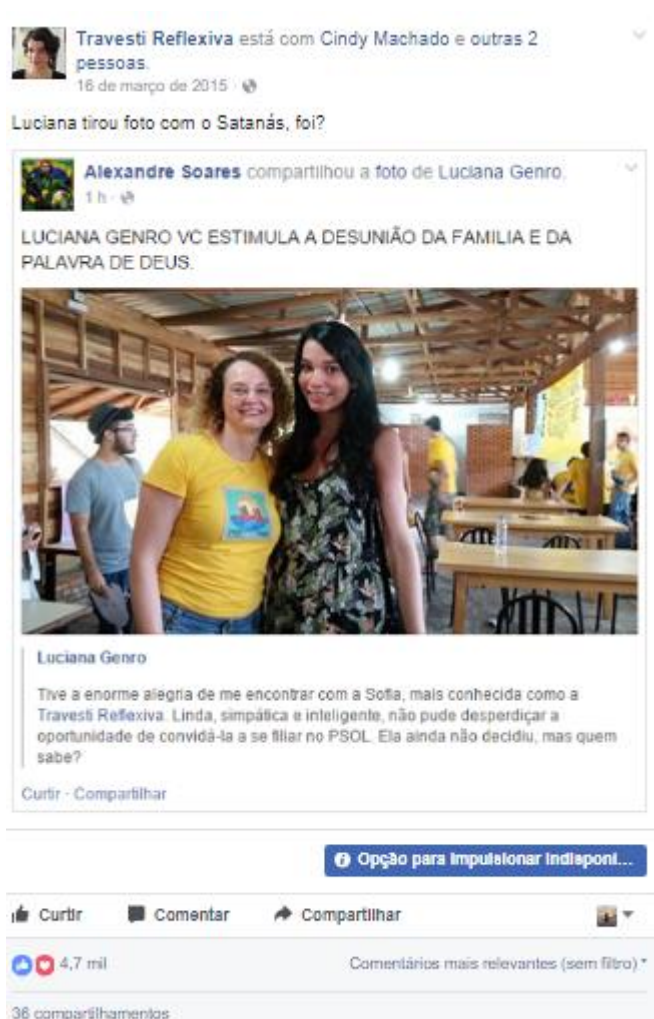 Travesti Reflexiva está com Cindy Machado e outras 2
pessoas.
16 de março de 2015 ·
Luciana tirou foto com o Satanás, foi?
Alexandre Soares compartilhou a foto de Luciana Genro.
1 h ·
LUCIANA GENRO VC ESTIMULA A DESUNIÃO DA FAMILIA E DA
PALAVRA DE DEUS.
Luciana Genro
Tive a enorme alegria de me encontrar com a Sofia, mais conhecida como a
Travesti Reflexiva. Linda, simpática e inteligente, não pude desperdiçar a
oportunidade de convidá-la a se filiar no PSOL. Ela ainda não decidiu, mas quem
sabe?
Curtir · Compartilhar
Opção para impulsionar indisponí...
Curtir Comentar Compartilhar
4,7 mil Comentários mais relevantes (sem filtro)
36 compartilhamentos